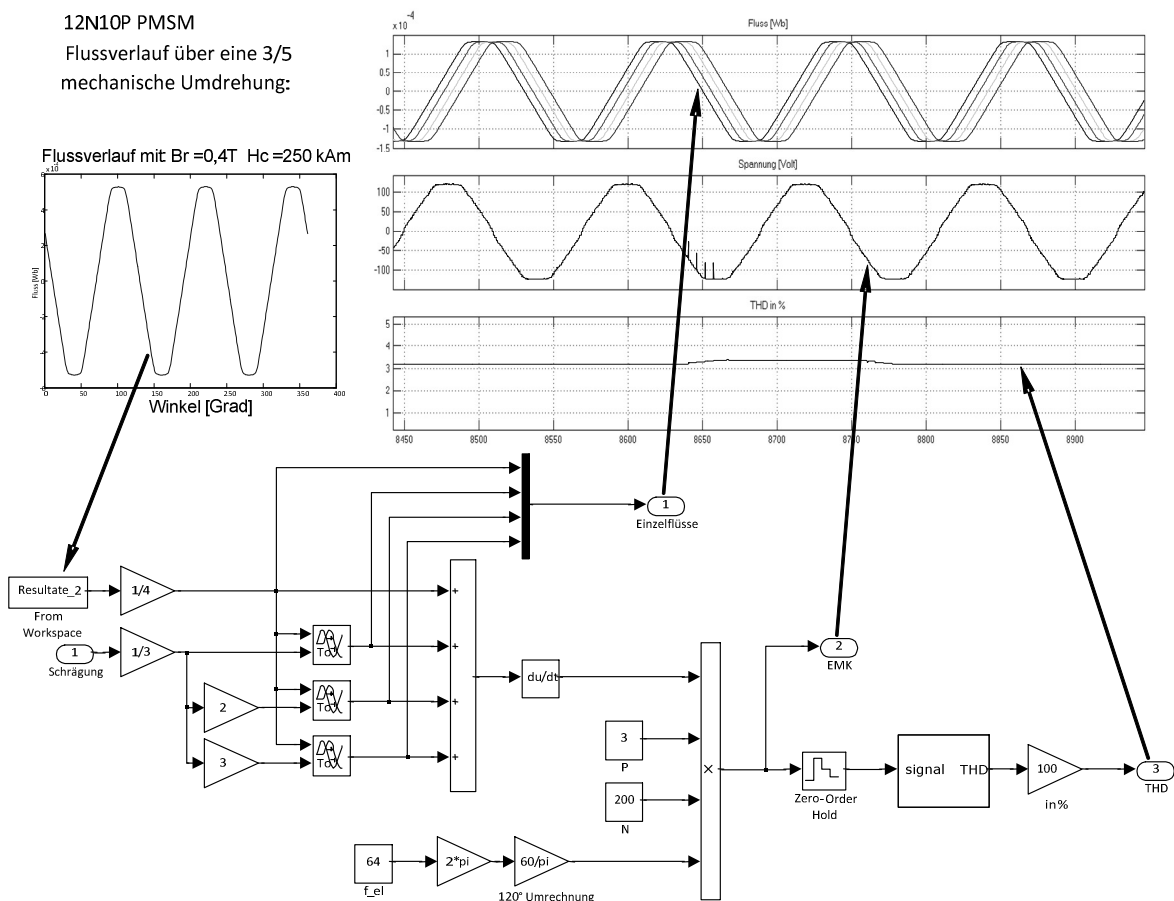 12N10P PMSM
Flussverlauf über eine 3/5
mechanische Umdrehung:
Flussverlauf mit: Br =0,4T Hc =250 kAm
Fluss [Wb]
0 50 100 150 200 250 300 350 400
Winkel [Grad]
x 10^-4
Fluss [Wb]
1
0.5
0
-0.5
-1
-1.5
Spannung [Volt]
100
50
0
-50
-100
THD in %
5
4
3
2
1
8450 8500 8550 8600 8650 8700 8750 8800 8850 8900
1
Einzelflüsse
Resultate_2
From
Workspace
1/4
1
Schrägung
1/3
2
3
To
To
To
+
+
+
+
du/dt
3
P
200
N
64
f_el
2*pi
60/pi
120° Umrechnung
×
2
EMK
Zero-Order
Hold
signal THD
100
in%
3
THD